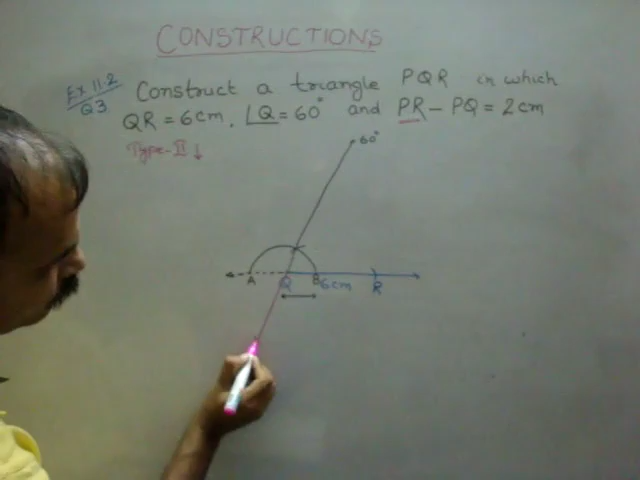 CONSTRUCTIONS
Ex 11.2
Q3
Construct a triangle PQR in which
QR = 6cm, ∠Q = 60° and PR - PQ = 2cm
Type-II ↓
60°
A Q B 6cm R